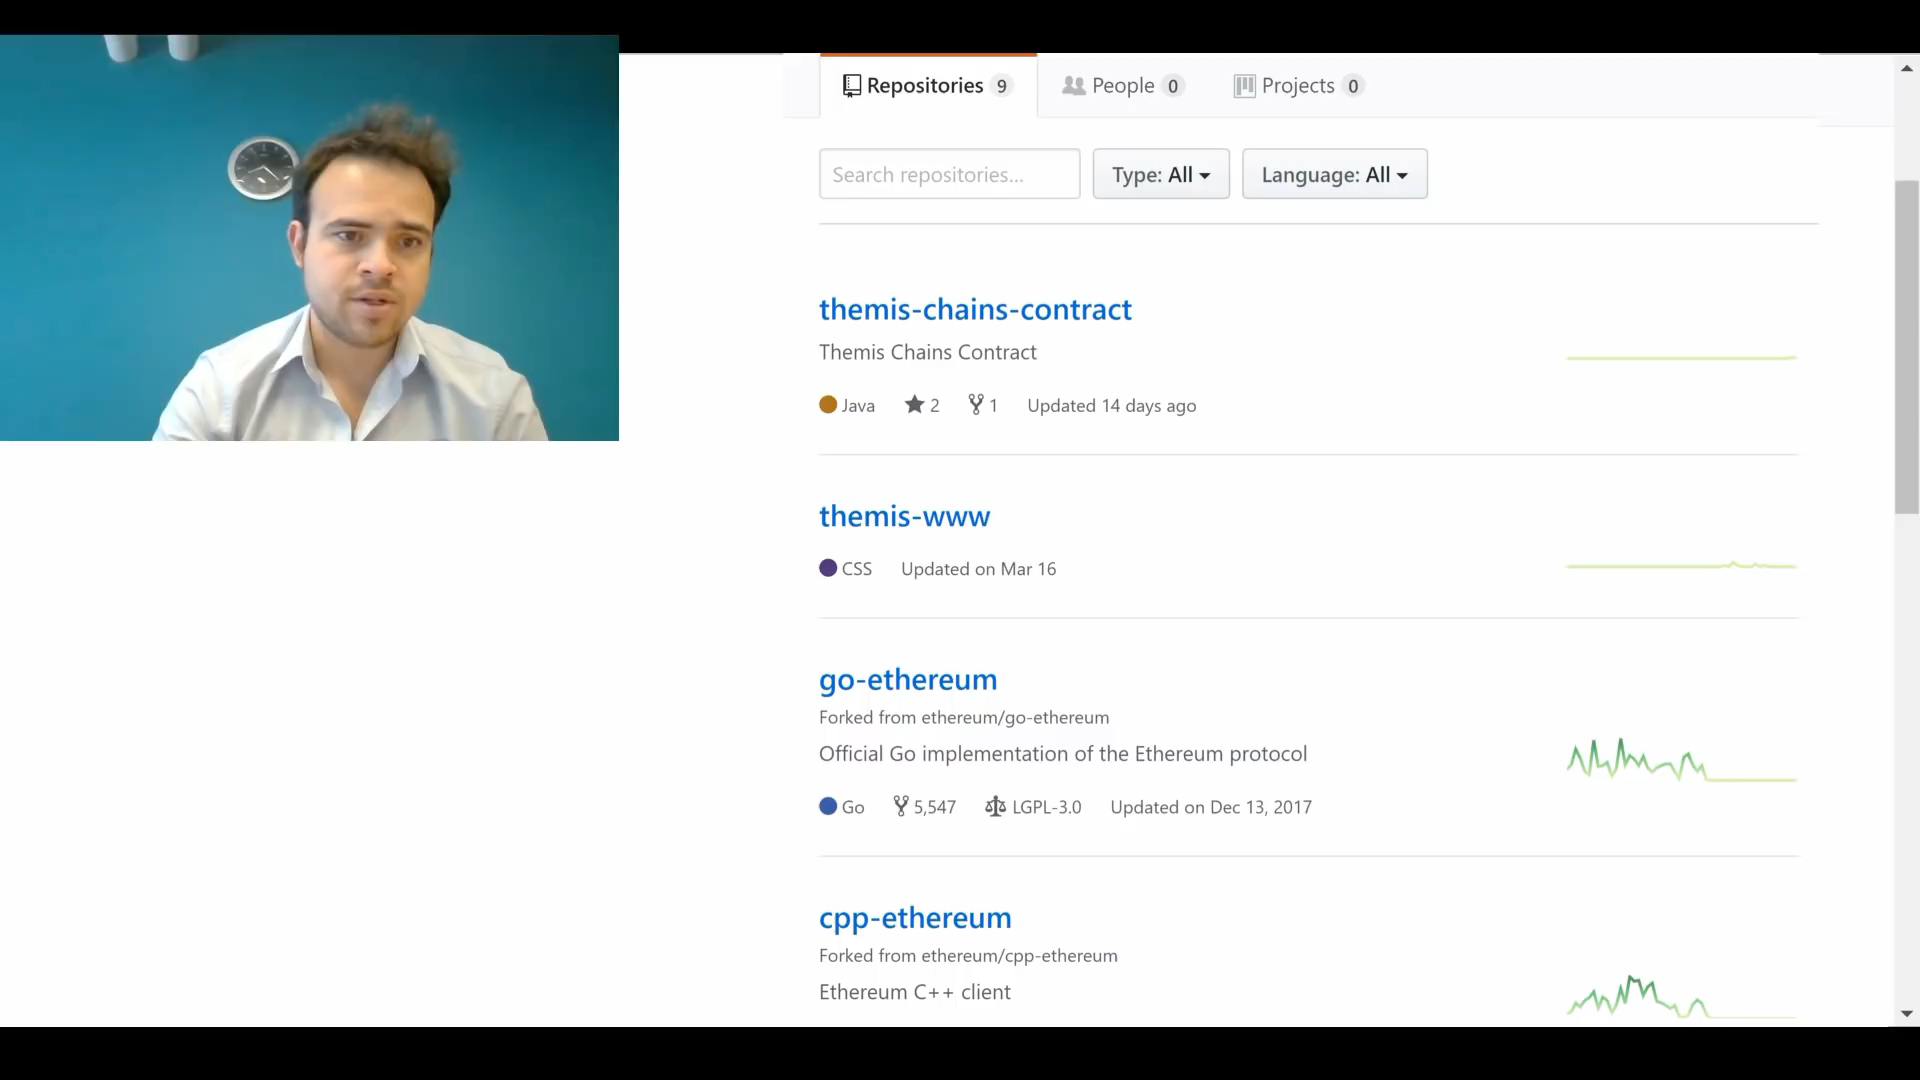 Repositories 9 People 0 Projects 0
Search repositories... Type: All Language: All
themis-chains-contract
Themis Chains Contract
Java 2 1 Updated 14 days ago
themis-www
CSS Updated on Mar 16
go-ethereum
Forked from ethereum/go-ethereum
Official Go implementation of the Ethereum protocol
Go 5,547 LGPL-3.0 Updated on Dec 13, 2017
cpp-ethereum
Forked from ethereum/cpp-ethereum
Ethereum C++ client